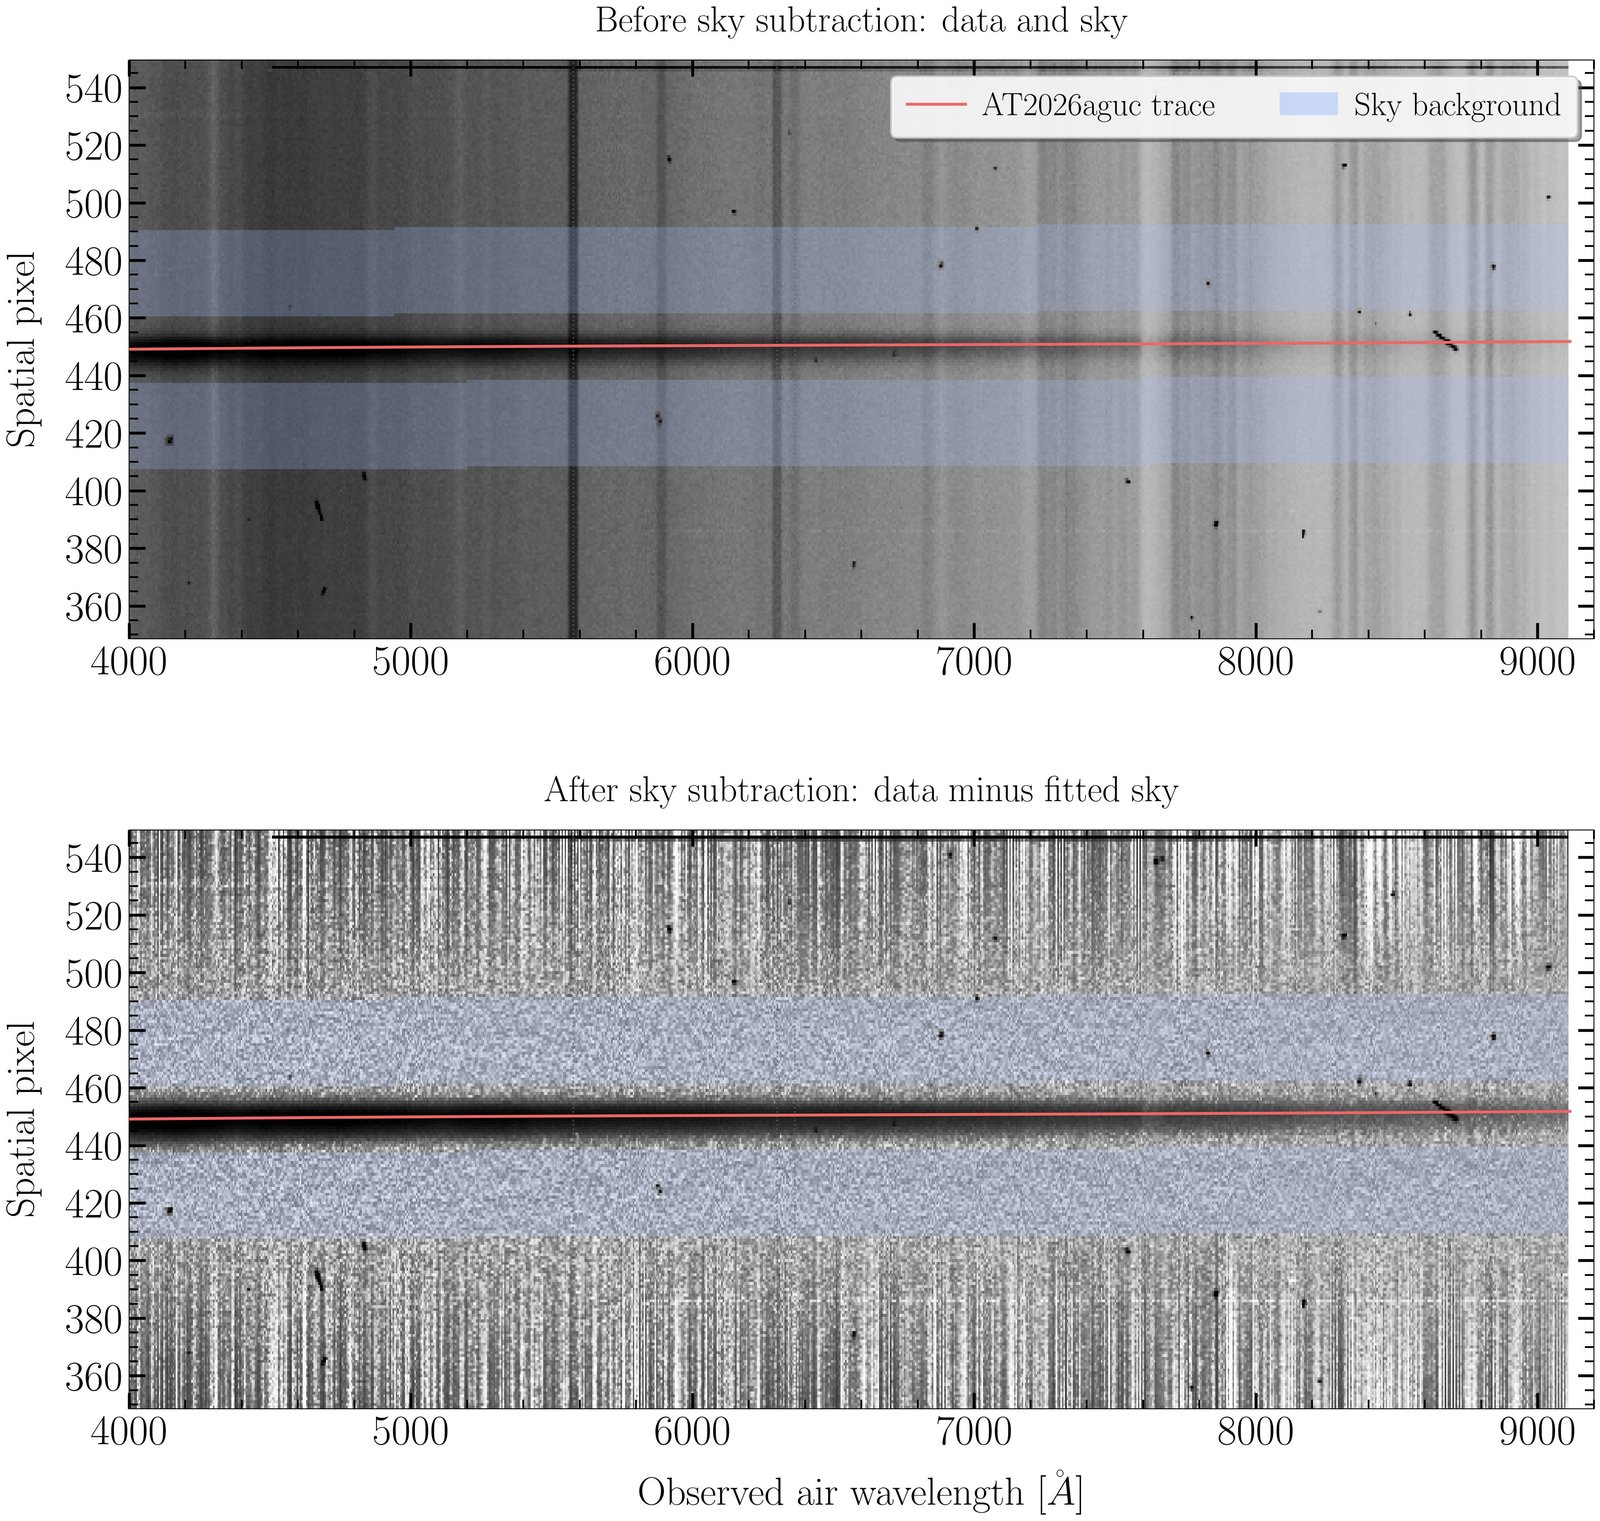 Before sky subtraction: data and sky
AT2026aguc trace
Sky background
540
520
500
480
460
440
420
400
380
360
Spatial pixel
4000 5000 6000 7000 8000 9000
After sky subtraction: data minus fitted sky
540
520
500
480
460
440
420
400
380
360
Spatial pixel
4000 5000 6000 7000 8000 9000
Observed air wavelength [Å]